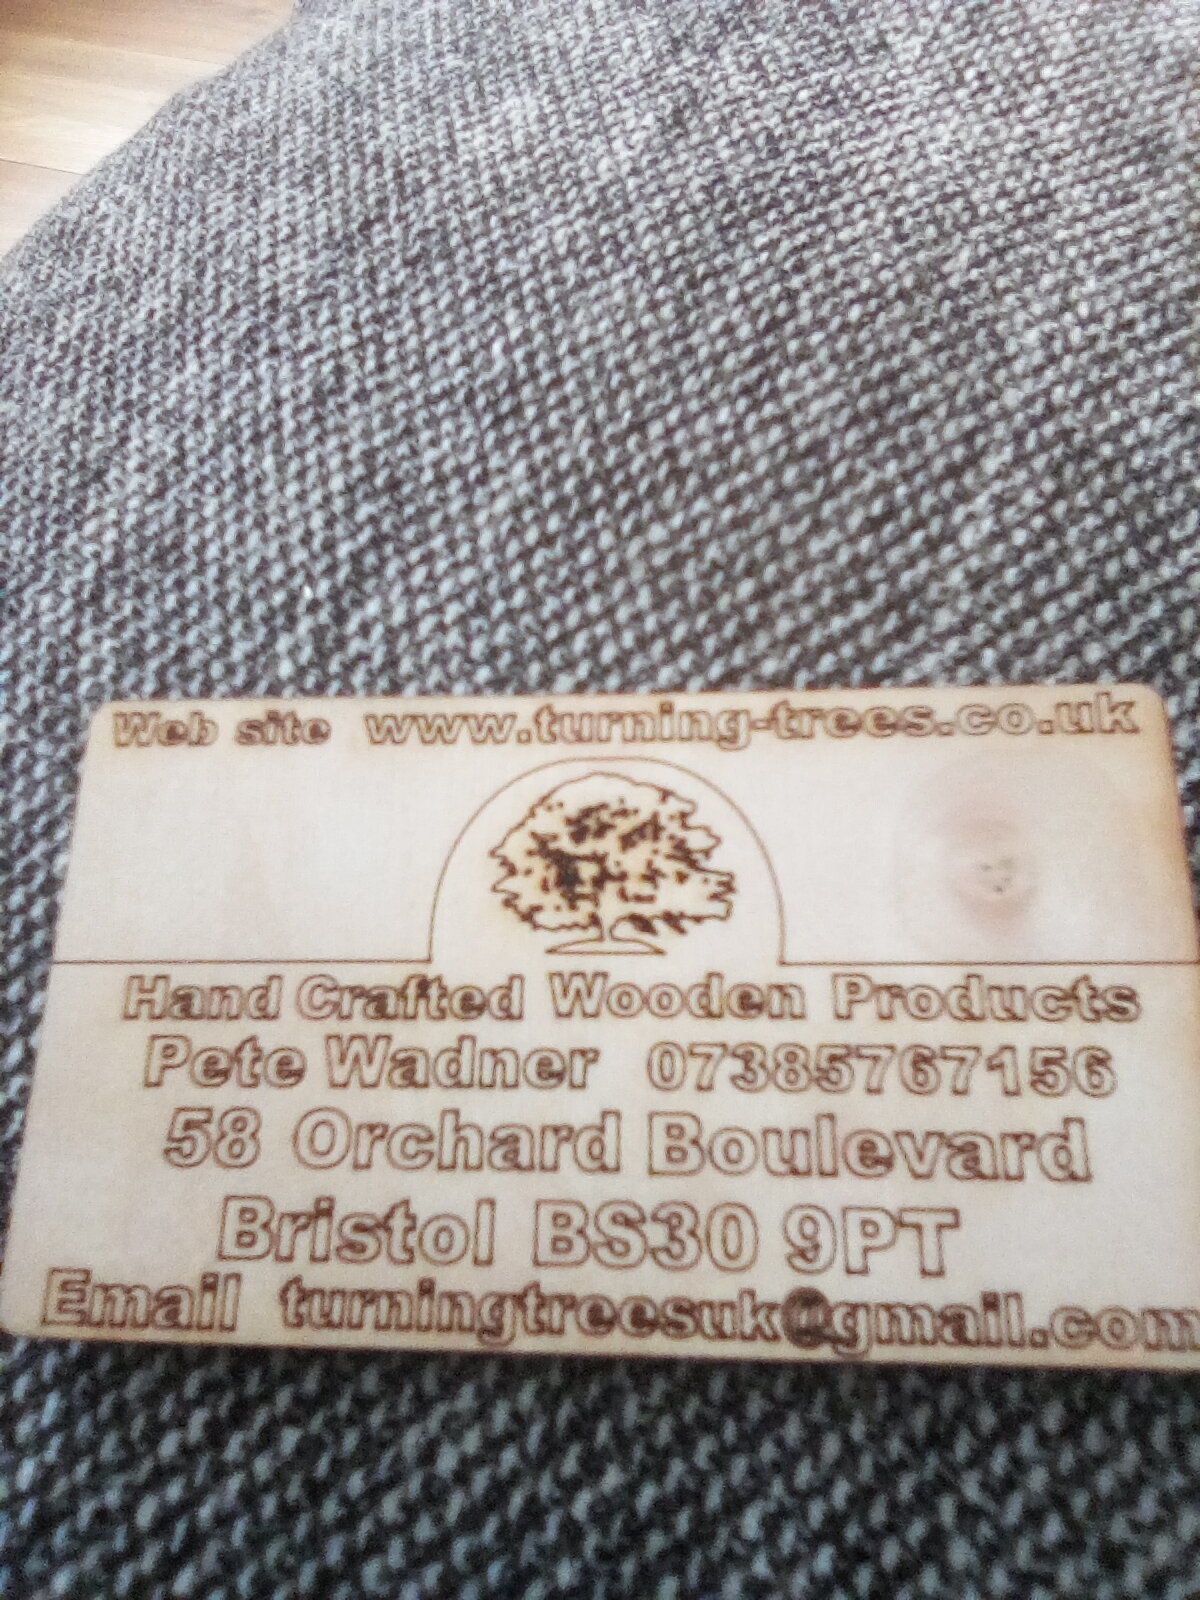 Web site www.turning-trees.co.uk
Hand Crafted Wooden Products
Pete Wadner 07385767156
58 Orchard Boulevard
Bristol BS30 9PT
Email turningtreesuk@gmail.com